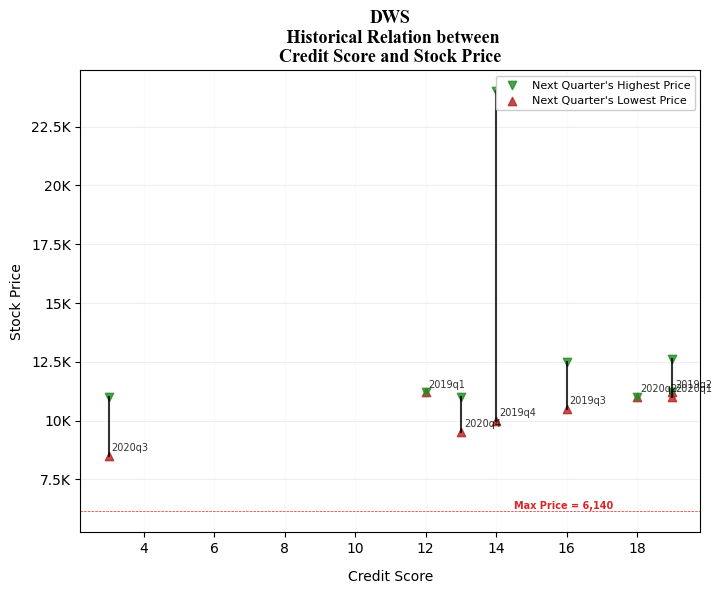 DWS
Historical Relation between
Credit Score and Stock Price
Next Quarter's Highest Price
Next Quarter's Lowest Price
22.5K
20K
17.5K
15K
12.5K
10K
7.5K
Stock Price
2019q1
2019q2
2020q1
2019q3
2019q4
2020q3
Max Price = 6,140
4
6
8
10
12
14
16
18
Credit Score